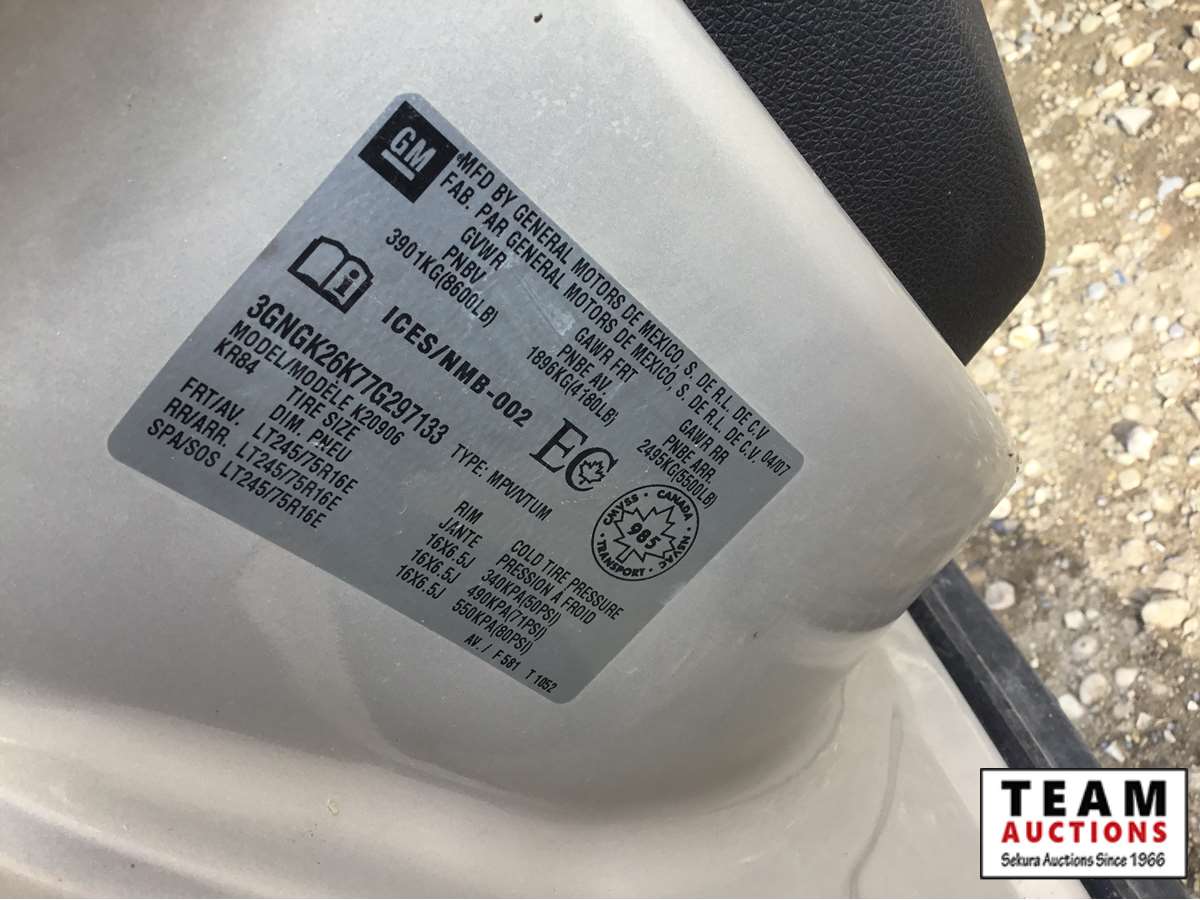 GM
MFD BY GENERAL MOTORS DE MEXICO, S. DE R.L. DE C.V
FAB. PAR GENERAL MOTORS DE MEXICO, S. DE R.L. DE C.V. 04/07
GVWR GAWR FRT GAWR RR
PNBV PNBE AV. PNBE ARR.
3901KG(8600LB) 1896KG(4180LB) 2495KG(5500LB)
ICES/NMB-002
EC
CANADA
CMVSS NSVAC
985
TRANSPORT
3GNGK26K77G297133 TYPE: MPV/VTUM
MODEL/MODÈLE K20906
KR84 TIRE SIZE RIM COLD TIRE PRESSURE
DIM. PNEU JANTE PRESSION À FROID
FRT/AV. LT245/75R16E 16X6.5J 340KPA(50PSI)
RR/ARR. LT245/75R16E 16X6.5J 490KPA(71PSI)
SPA/SOS LT245/75R16E 16X6.5J 550KPA(80PSI)
AV. / F 581 T 1052
TEAM
AUCTIONS
Sekura Auctions Since 1966